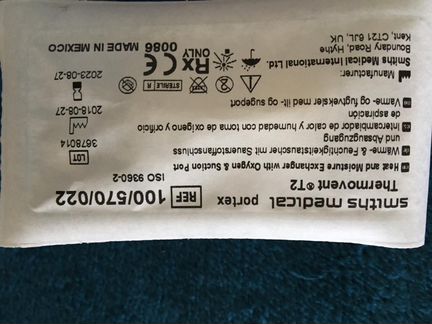 smiths medical portex
Thermovent® T2
Heat and Moisture Exchanger with Oxygen & Suction Port
Wärme- & Feuchtigkeitstauscher mit Sauerstoffanschluss
und Absaugzugang
Intercambiador de calor y humedad con toma de oxígeno y orificio
de aspiración
Varme- og fugtveksler med ilt- og sugeport
Manufacturer:
Smiths Medical International Ltd.
Boundary Road, Hythe
Kent, CT21 6JL, UK
REF 100/570/022
ISO 9360-2
LOT 3678014
2018-08-27
2023-08-27
STERILE R
Rx ONLY
CE 0086 MADE IN MEXICO